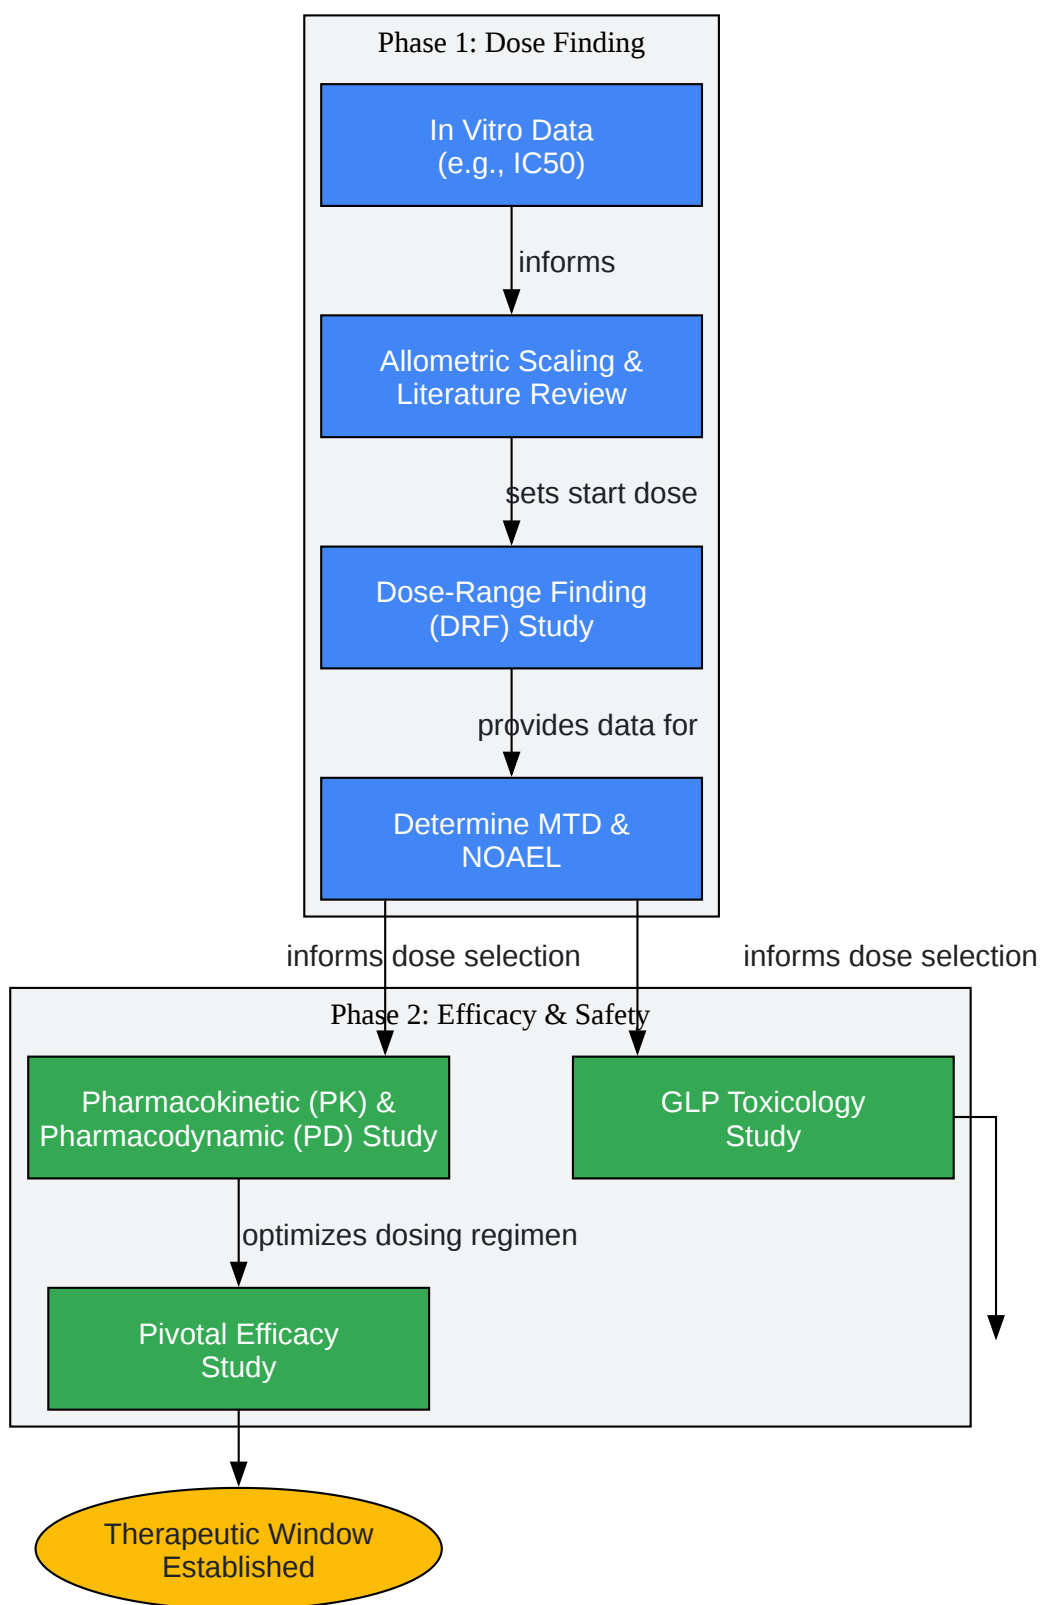 Phase 1: Dose Finding
In Vitro Data
(e.g., IC50)
informs
Allometric Scaling &
Literature Review
sets start dose
Dose-Range Finding
(DRF) Study
provides data for
Determine MTD &
NOAEL
informs dose selection
informs dose selection
Phase 2: Efficacy & Safety
Pharmacokinetic (PK) &
Pharmacodynamic (PD) Study
GLP Toxicology
Study
optimizes dosing regimen
Pivotal Efficacy
Study
Therapeutic Window
Established